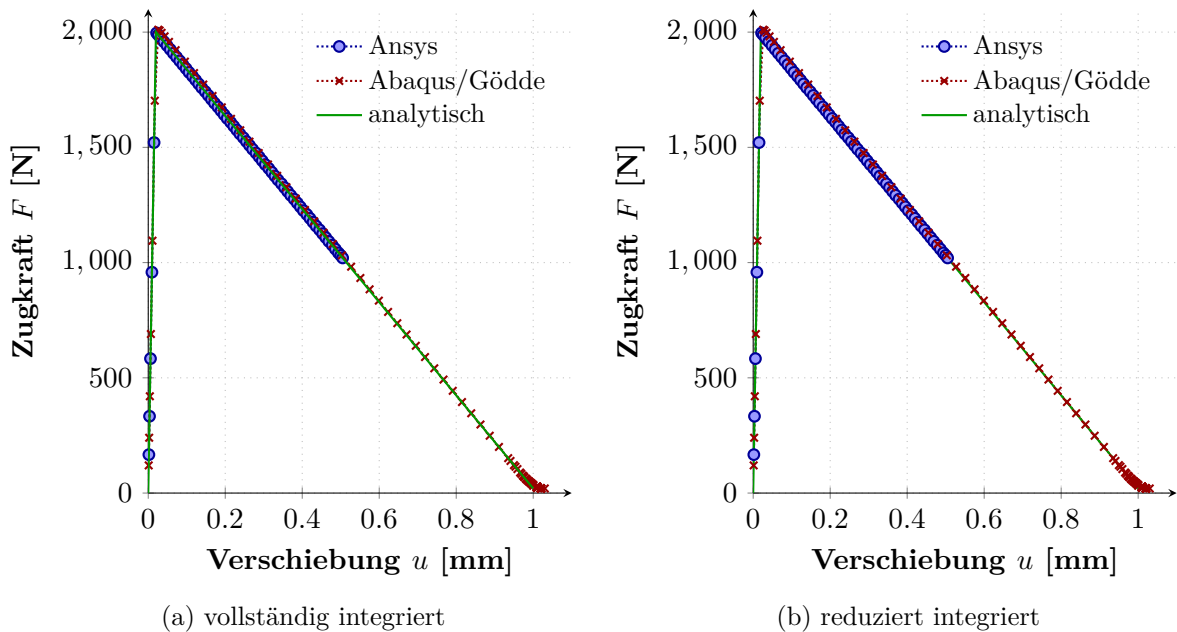 2,000
1,500
1,000
500
0
0
0.2
0.4
0.6
0.8
1
Zugkraft F [N]
Verschiebung u [mm]
Ansys
Abaqus/Gödde
analytisch
(a) vollständig integriert
2,000
1,500
1,000
500
0
0
0.2
0.4
0.6
0.8
1
Zugkraft F [N]
Verschiebung u [mm]
Ansys
Abaqus/Gödde
analytisch
(b) reduziert integriert